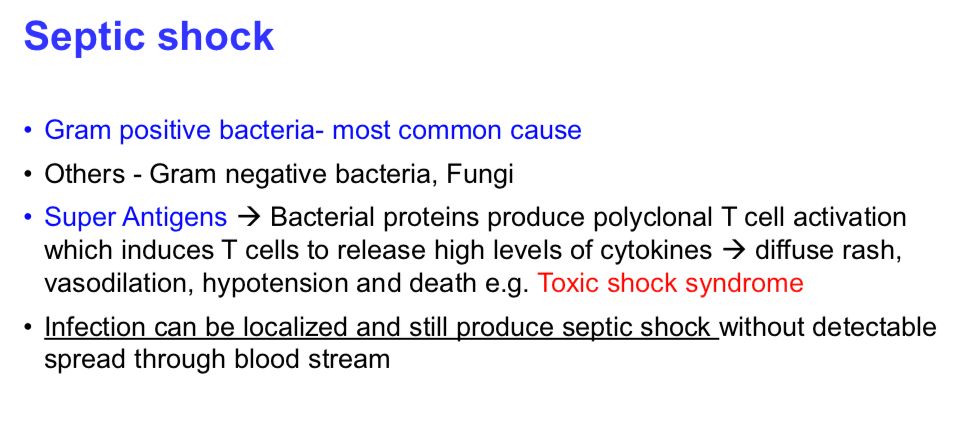 Septic shock
• Gram positive bacteria- most common cause
• Others - Gram negative bacteria, Fungi
• Super Antigens → Bacterial proteins produce polyclonal T cell activation
which induces T cells to release high levels of cytokines → diffuse rash,
vasodilation, hypotension and death e.g. Toxic shock syndrome
• Infection can be localized and still produce septic shock without detectable
spread through blood stream